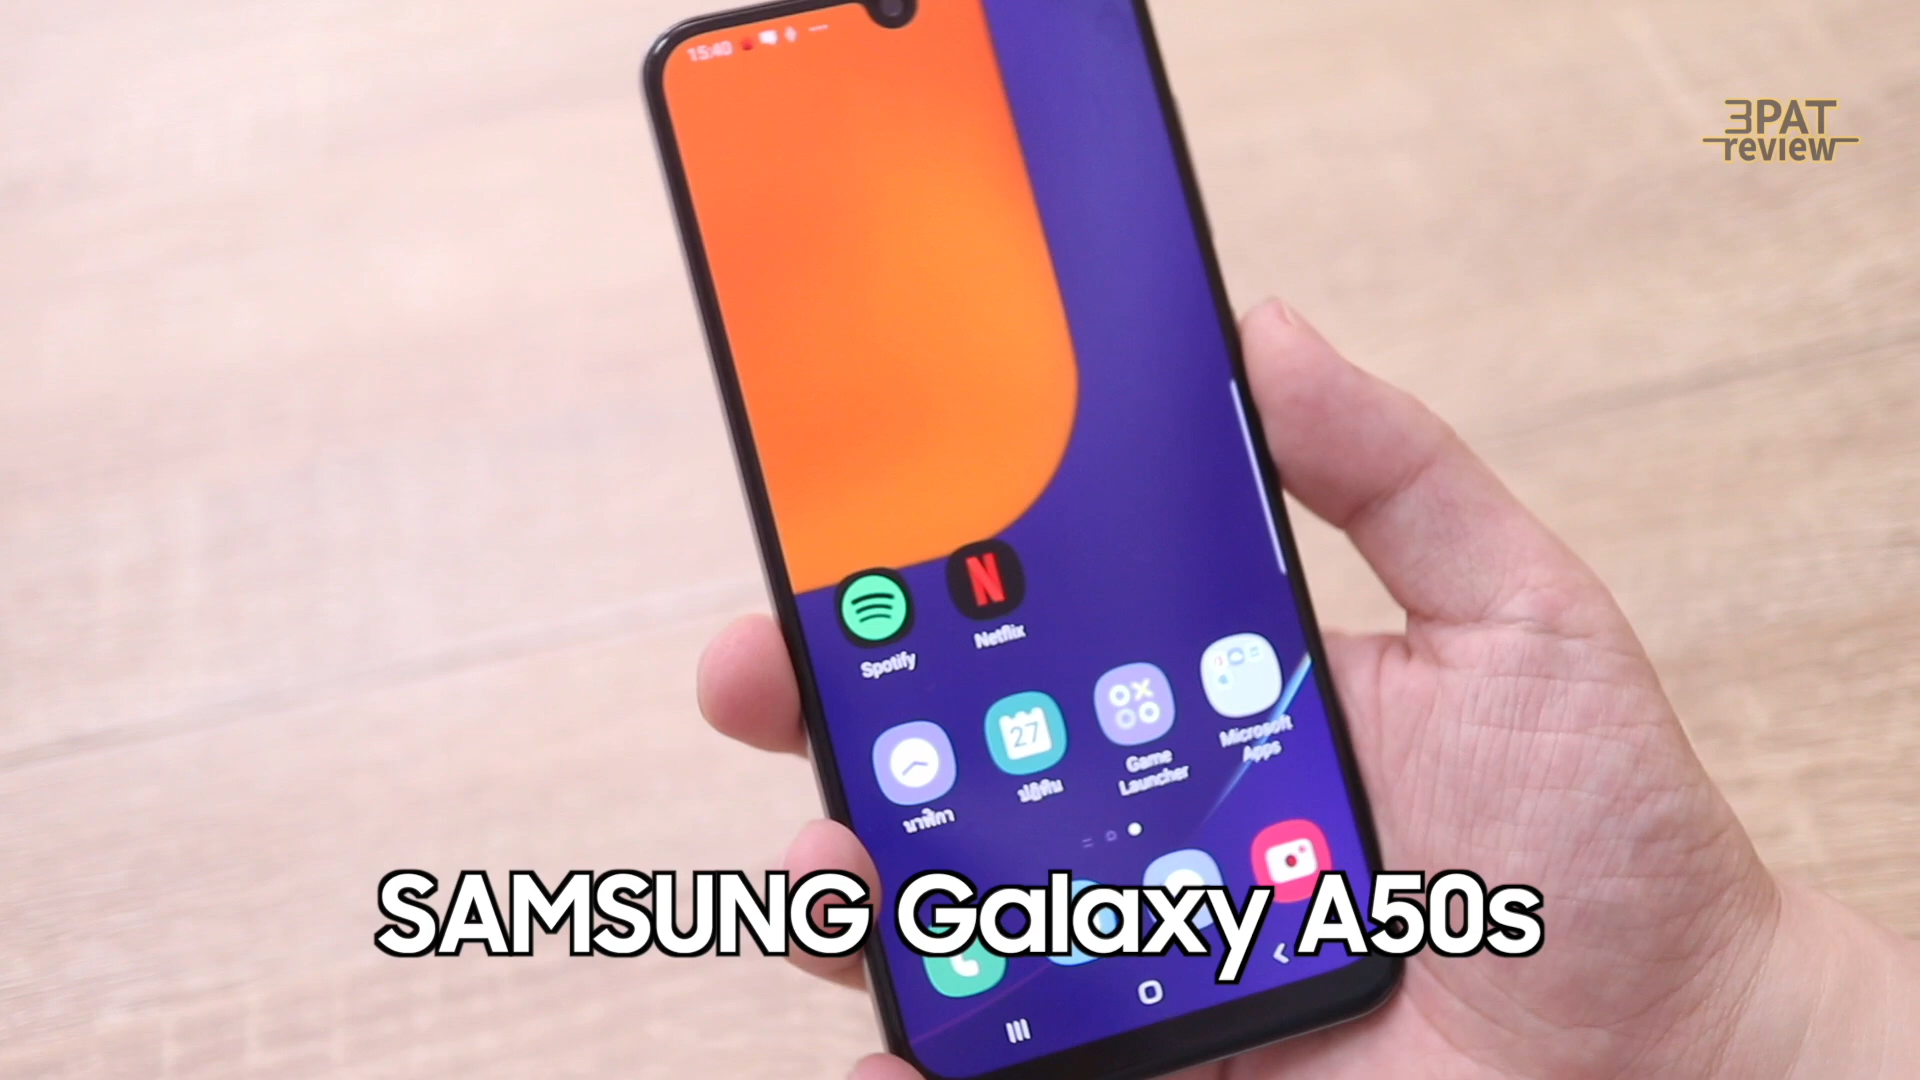 15:40
3PAT
review
N
Spotify
Netflix
27
นาฬิกา
ปฏิทิน
Game
Launcher
Microsoft
Apps
SAMSUNG Galaxy A50s